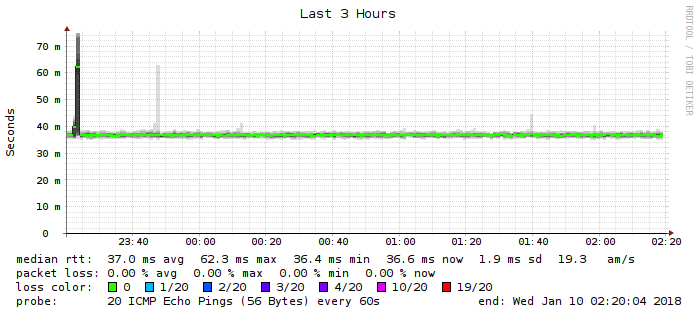 Last 3 Hours
RRDTOOL / TOBI OETIKER
Seconds
70 m
60 m
50 m
40 m
30 m
20 m
10 m
0
23:40 00:00 00:20 00:40 01:00 01:20 01:40 02:00 02:20
median rtt: 37.0 ms avg 62.3 ms max 36.4 ms min 36.6 ms now 1.9 ms sd 19.3 am/s
packet loss: 0.00 % avg 0.00 % max 0.00 % min 0.00 % now
loss color: 0 1/20 2/20 3/20 4/20 10/20 19/20
probe: 20 ICMP Echo Pings (56 Bytes) every 60s end: Wed Jan 10 02:20:04 2018